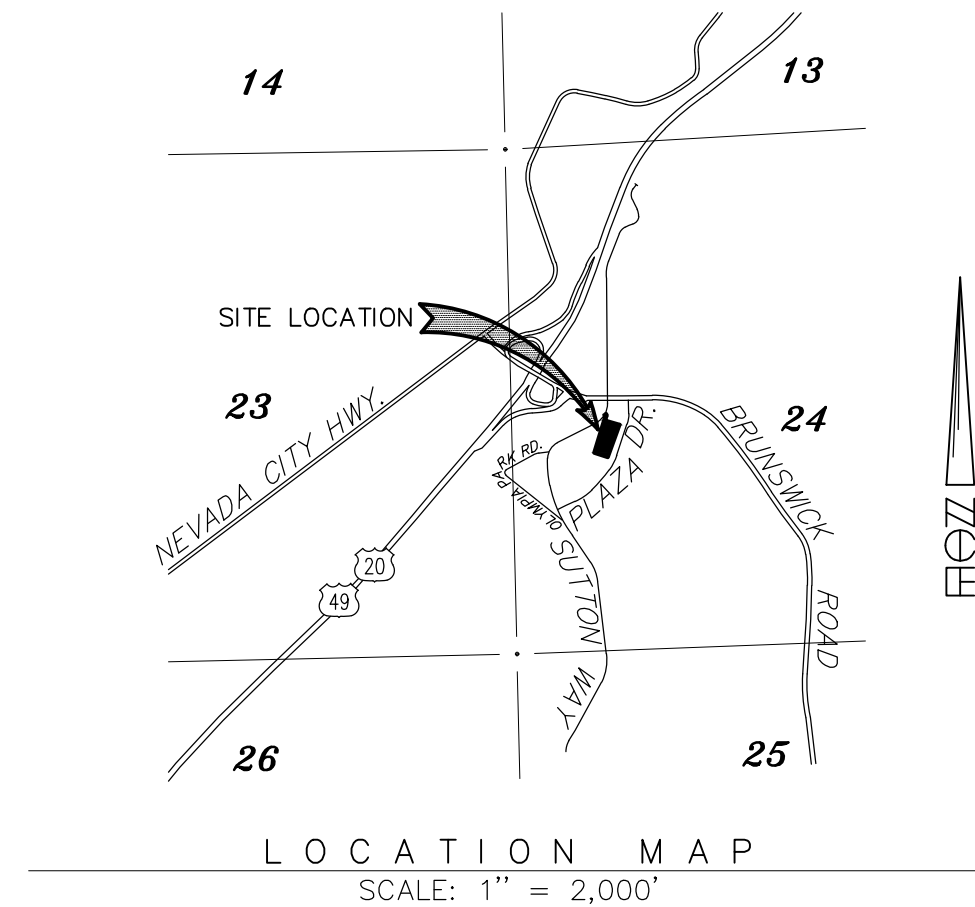 14
13
SITE LOCATION
23
NEVADA CITY HWY.
24
BRUNSWICK
ROAD
PLAZA DR.
OLYMPIA PARK RD.
SUTTON WAY
20
49
26
25
LOCATION MAP
SCALE: 1" = 2,000'